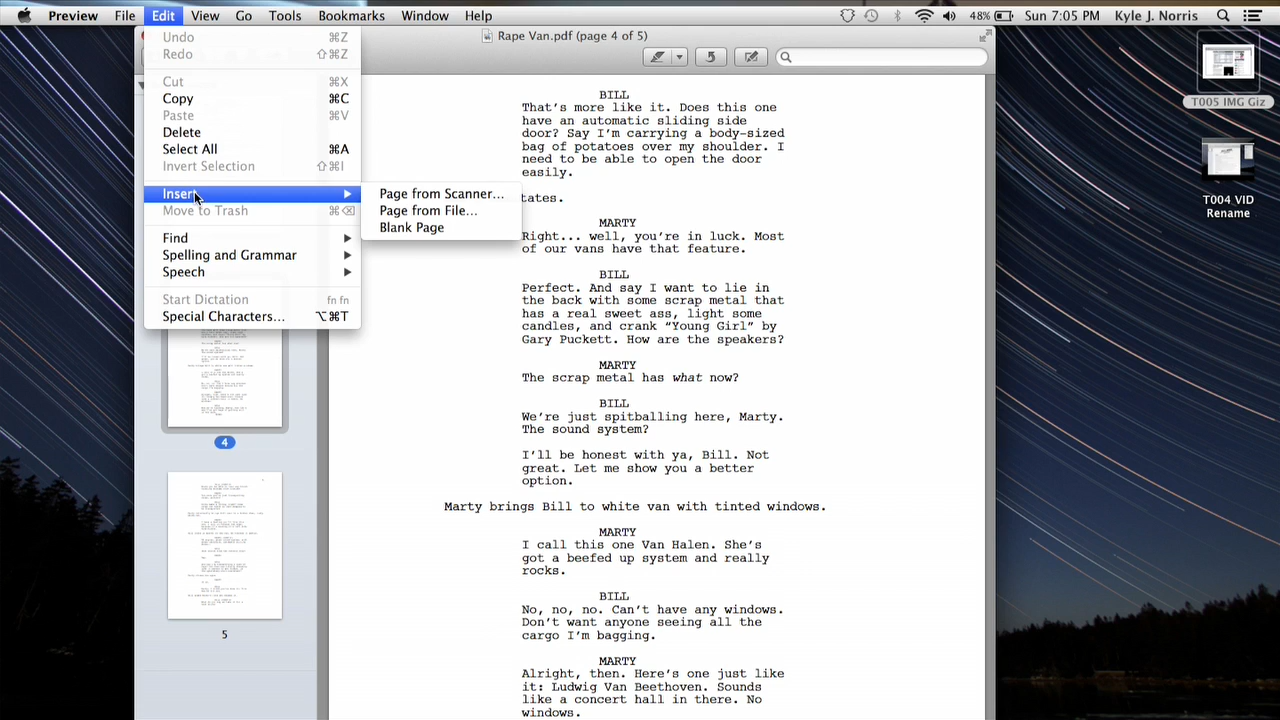 Preview File Edit View Go Tools Bookmarks Window Help 48% Sun 7:05 PM Kyle J. Norris
Rape Van.pdf (page 4 of 5)
Undo ⌘Z
Redo ⇧⌘Z
Cut ⌘X
Copy ⌘C
Paste ⌘V
Delete
Select All ⌘A
Invert Selection ⇧⌘I
Insert
Move to Trash ⌘⌫
Find
Spelling and Grammar
Speech
Start Dictation fn fn
Special Characters... ⌥⌘T
Page from Scanner...
Page from File...
Blank Page
4
5
BILL
That's more like it. Does this one
have an automatic sliding side
door? Say I'm carrying a body-sized
bag of potatoes over my shoulder. I
need to be able to open the door
easily.
tates.
MARTY
Right... well, you're in luck. Most
of our vans have that feature.
BILL
Perfect. And say I want to lie in
the back with some scrap metal that
has a real sweet ass, light some
candles, and crank "Young Girl" by
Gary Puckett. How are the speakers?
MARTY
The scrap metal has what now?
BILL
We're just spitballing here, Marty.
The sound system?
I'll be honest with ya, Bill. Not
great. Let me show you a better
option.
Marty brings Bill to white van with tinted windows.
MARTY
I call this one Van Halen. She's
got a beefed up system and really
rocks.
BILL
No, no, no. Can't have any windows.
Don't want anyone seeing all the
cargo I'm bagging.
MARTY
Alright, then. Here's one just like
it: Ludwig Van Beethoven. Sounds
like a concert hall in there. No
windows.
T005 IMG Giz
T004 VID
Rename